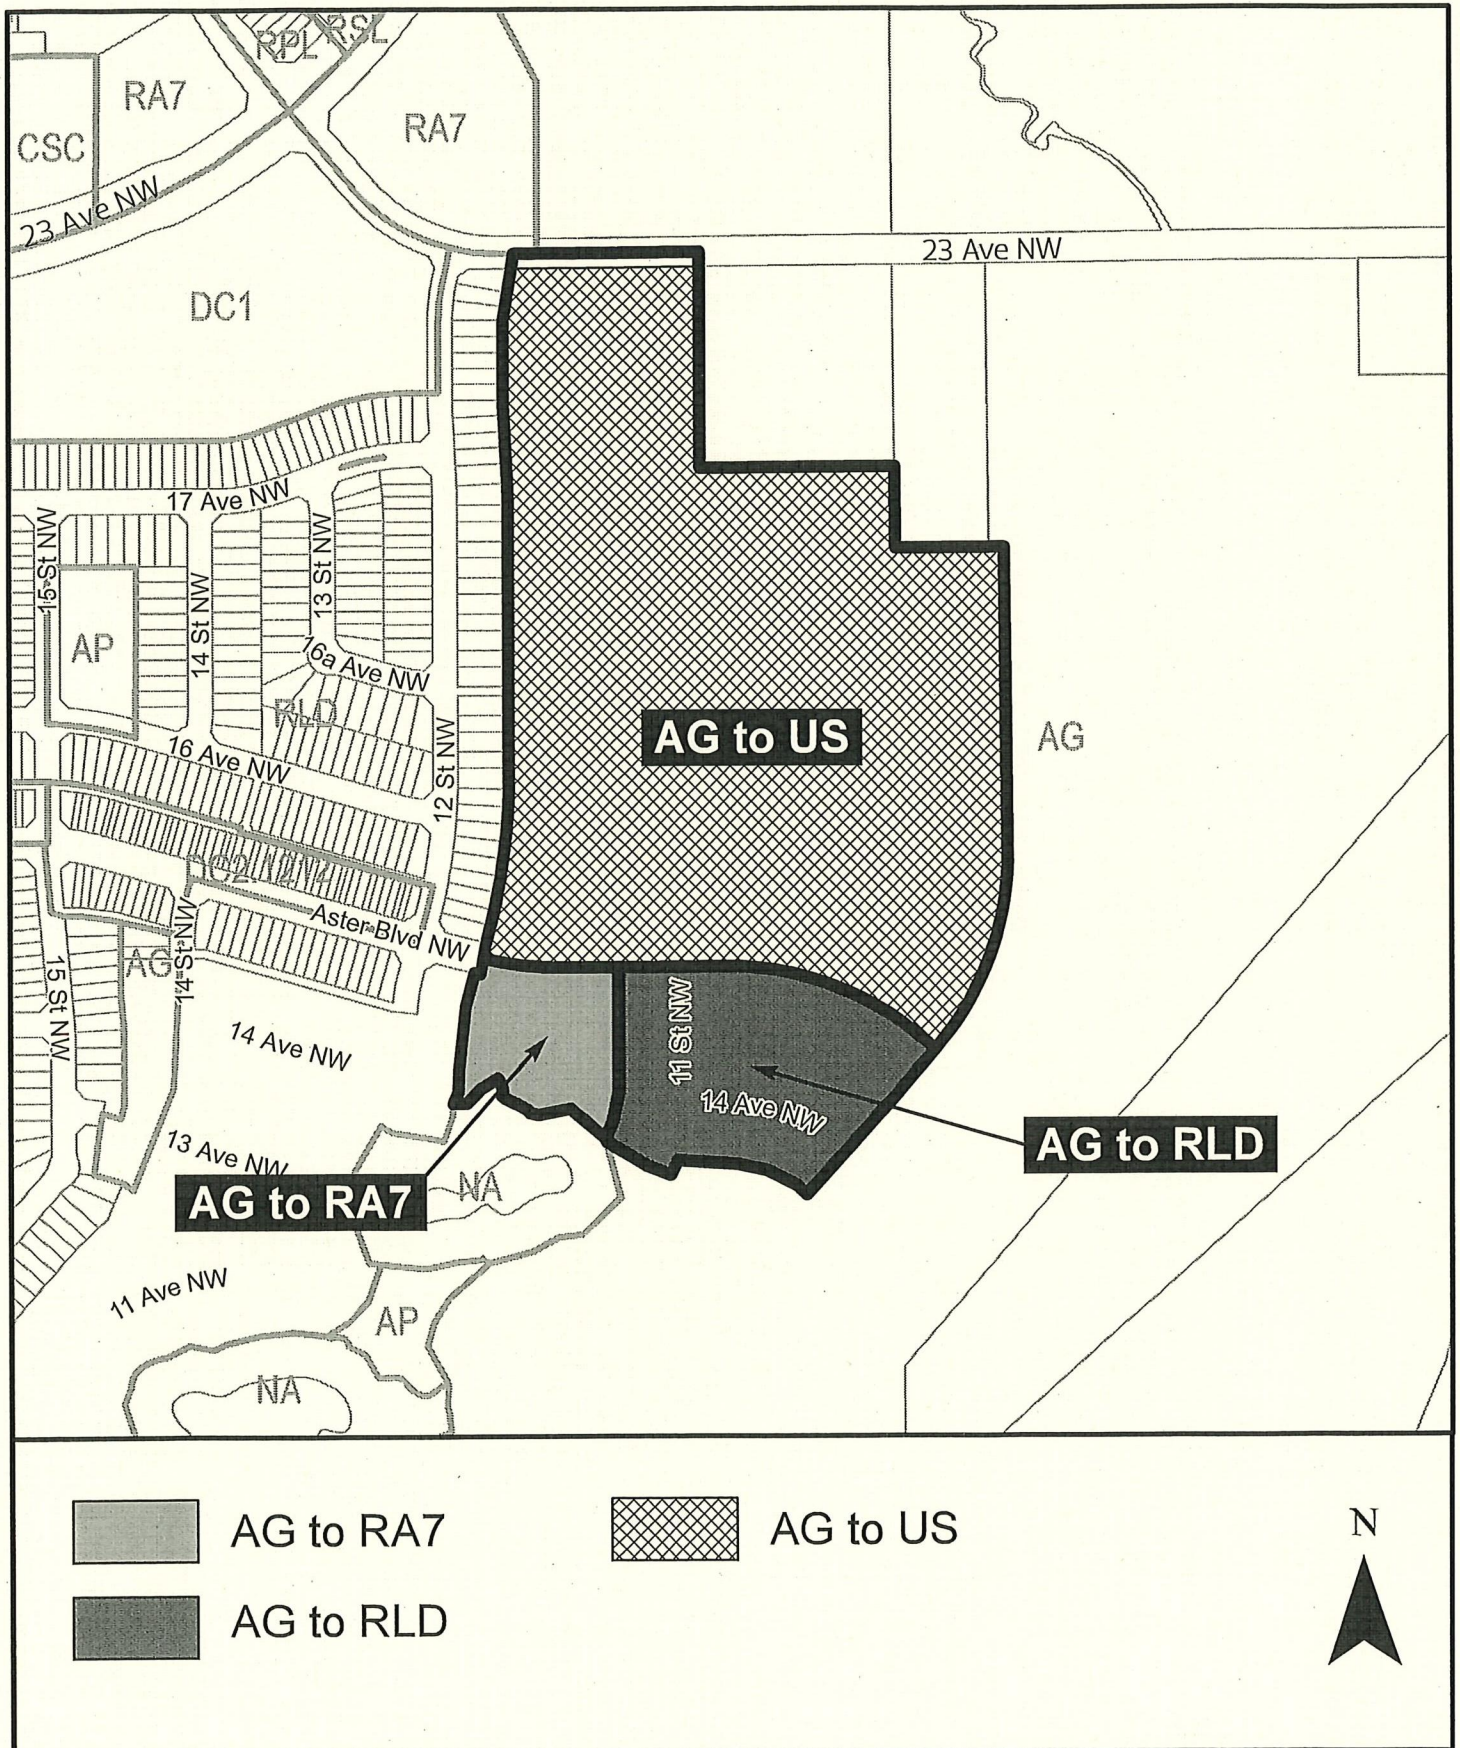 RPL
RSL
RA7
RA7
CSC
23 Ave NW
23 Ave NW
DC1
17 Ave NW
15 St NW
13 St NW
14 St NW
AP
16a Ave NW
RLD
AG to US
AG
16 Ave NW
12 St NW
Aster Blvd NW
AG
14 St NW
15 St NW
11 St NW
14 Ave NW
14 Ave NW
13 Ave NW
AG to RLD
AG to RA7
NA
11 Ave NW
AP
NA
AG to RA7
AG to US
N
AG to RLD